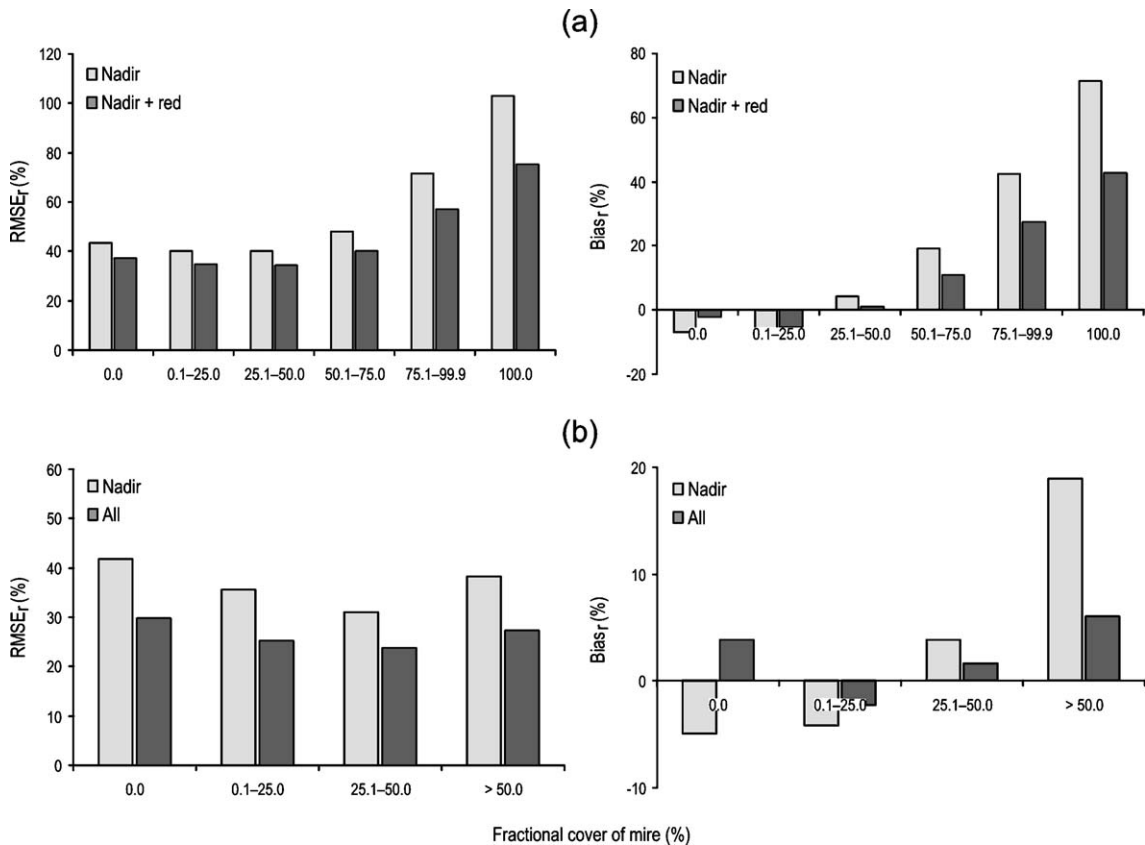 (a)
120
100
80
60
40
20
0
RMSEr (%)
Nadir
Nadir + red
0.0
0.1–25.0
25.1–50.0
50.1–75.0
75.1–99.9
100.0
80
60
40
20
0
-20
Biasr (%)
Nadir
Nadir + red
0.0
0.1–25.0
25.1–50.0
50.1–75.0
75.1–99.9
100.0
(b)
60
50
40
30
20
10
0
RMSEr (%)
Nadir
All
0.0
0.1–25.0
25.1–50.0
> 50.0
20
10
0
-10
Biasr (%)
Nadir
All
0.0
0.1–25.0
25.1–50.0
> 50.0
Fractional cover of mire (%)